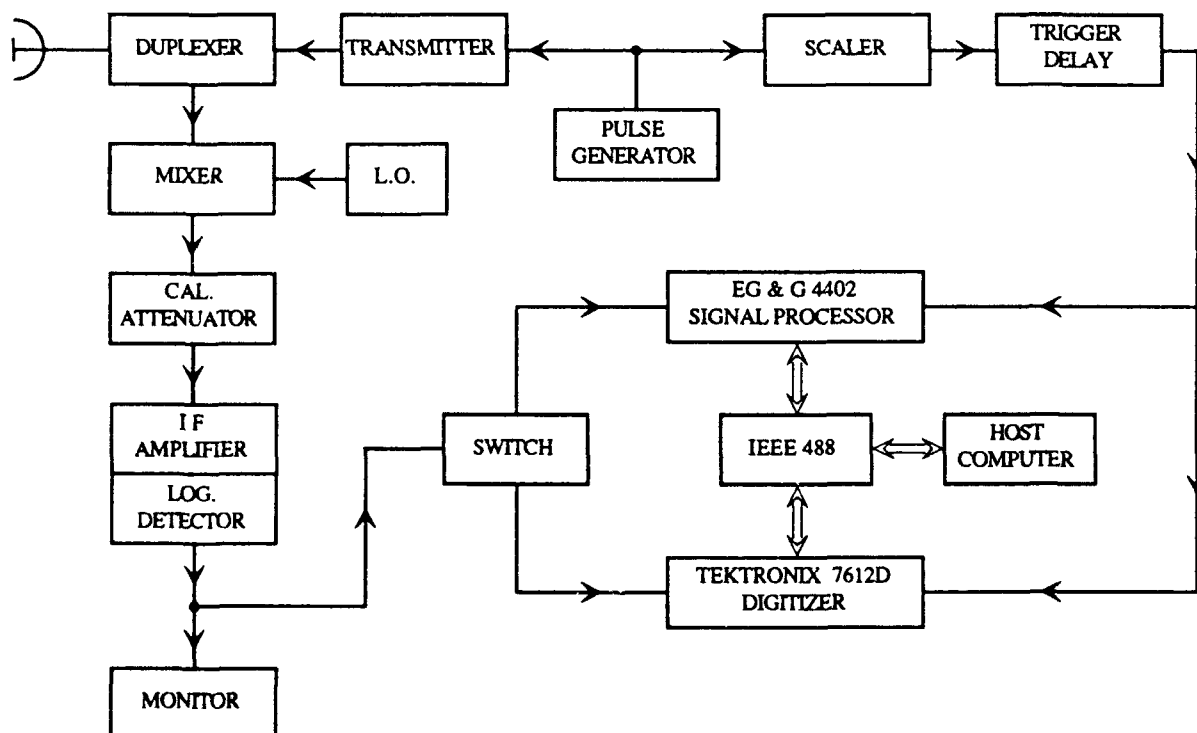 DUPLEXER
TRANSMITTER
SCALER
TRIGGER
DELAY
PULSE
GENERATOR
MIXER
L.O.
CAL.
ATTENUATOR
EG & G 4402
SIGNAL PROCESSOR
I F
AMPLIFIER
SWITCH
IEEE 488
HOST
COMPUTER
LOG.
DETECTOR
TEKTRONIX 7612D
DIGITIZER
MONITOR